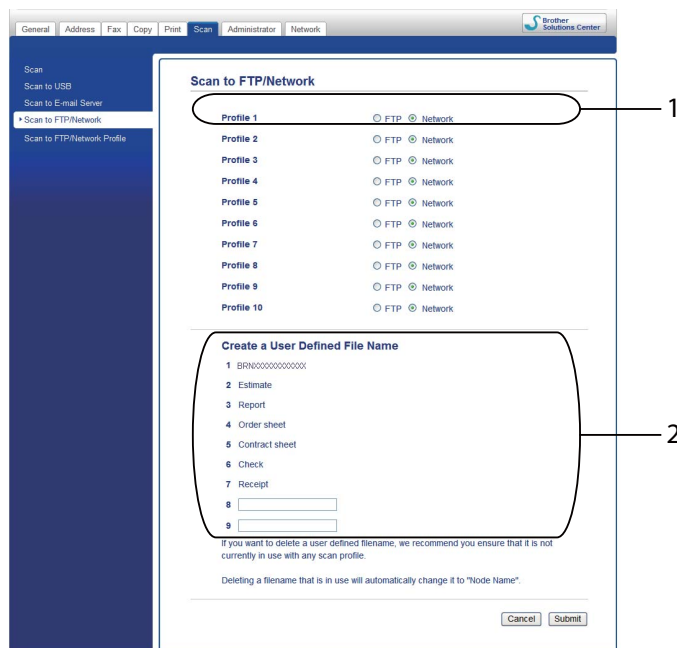 General Address Fax Copy Print Scan Administrator Network
Brother
Solutions Center
Scan
Scan to USB
Scan to E-mail Server
Scan to FTP/Network
Scan to FTP/Network Profile
Scan to FTP/Network
Profile 1 FTP Network
1
Profile 2 FTP Network
Profile 3 FTP Network
Profile 4 FTP Network
Profile 5 FTP Network
Profile 6 FTP Network
Profile 7 FTP Network
Profile 8 FTP Network
Profile 9 FTP Network
Profile 10 FTP Network
Create a User Defined File Name
1 BRNXXXXXXXXXXXX
2 Estimate
3 Report
4 Order sheet
5 Contract sheet
2
6 Check
7 Receipt
8
9
If you want to delete a user defined filename, we recommend you ensure that it is not
currently in use with any scan profile.
Deleting a filename that is in use will automatically change it to "Node Name".
Cancel Submit